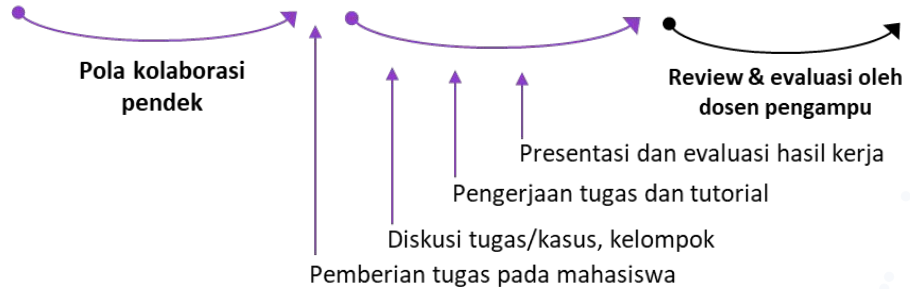 Pola kolaborasi
pendek
Review & evaluasi oleh
dosen pengampu
Presentasi dan evaluasi hasil kerja
Pengerjaan tugas dan tutorial
Diskusi tugas/kasus, kelompok
Pemberian tugas pada mahasiswa